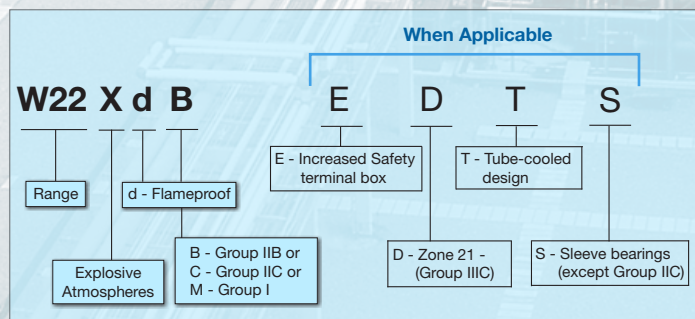 When Applicable
W22 X d B E D T S
E - Increased Safety
terminal box
T - Tube-cooled
design
Range
d - Flameproof
B - Group IIB or
C - Group IIC or
M - Group I
D - Zone 21 -
(Group IIIC)
S - Sleeve bearings
(except Group IIC)
Explosive
Atmospheres